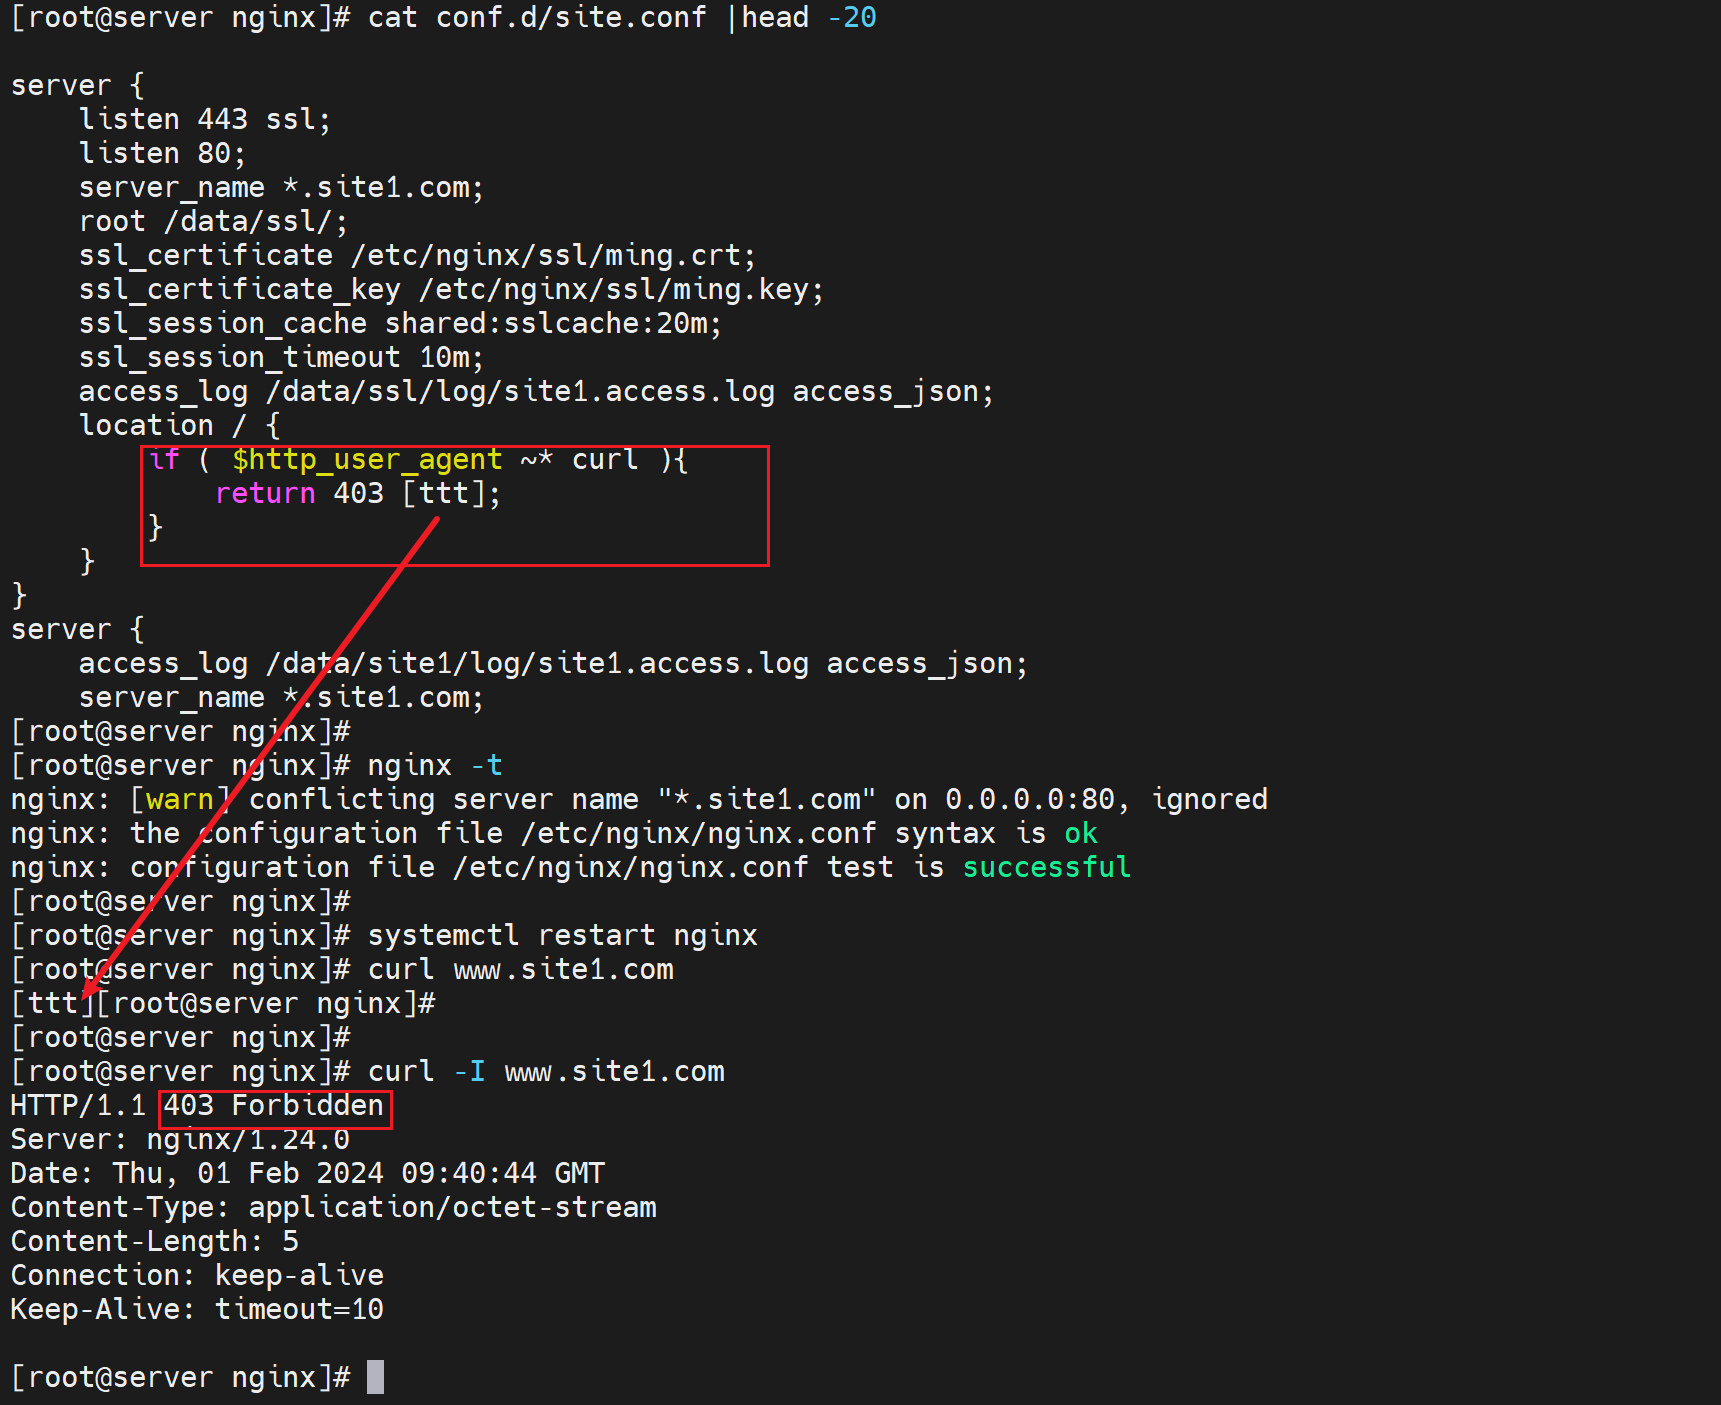 [root@server nginx]# cat conf.d/site.conf |head -20
server {
    listen 443 ssl;
    listen 80;
    server_name *.site1.com;
    root /data/ssl/;
    ssl_certificate /etc/nginx/ssl/ming.crt;
    ssl_certificate_key /etc/nginx/ssl/ming.key;
    ssl_session_cache shared:sslcache:20m;
    ssl_session_timeout 10m;
    access_log /data/ssl/log/site1.access.log access_json;
    location / {
        if ( $http_user_agent ~* curl ){
            return 403 [ttt];
        }
    }
}
server {
    access_log /data/site1/log/site1.access.log access_json;
    server_name *.site1.com;
[root@server nginx]#
[root@server nginx]# nginx -t
nginx: [warn] conflicting server name "*.site1.com" on 0.0.0.0:80, ignored
nginx: the configuration file /etc/nginx/nginx.conf syntax is ok
nginx: configuration file /etc/nginx/nginx.conf test is successful
[root@server nginx]#
[root@server nginx]# systemctl restart nginx
[root@server nginx]# curl www.site1.com
[ttt][root@server nginx]#
[root@server nginx]#
[root@server nginx]# curl -I www.site1.com
HTTP/1.1 403 Forbidden
Server: nginx/1.24.0
Date: Thu, 01 Feb 2024 09:40:44 GMT
Content-Type: application/octet-stream
Content-Length: 5
Connection: keep-alive
Keep-Alive: timeout=10
[root@server nginx]#